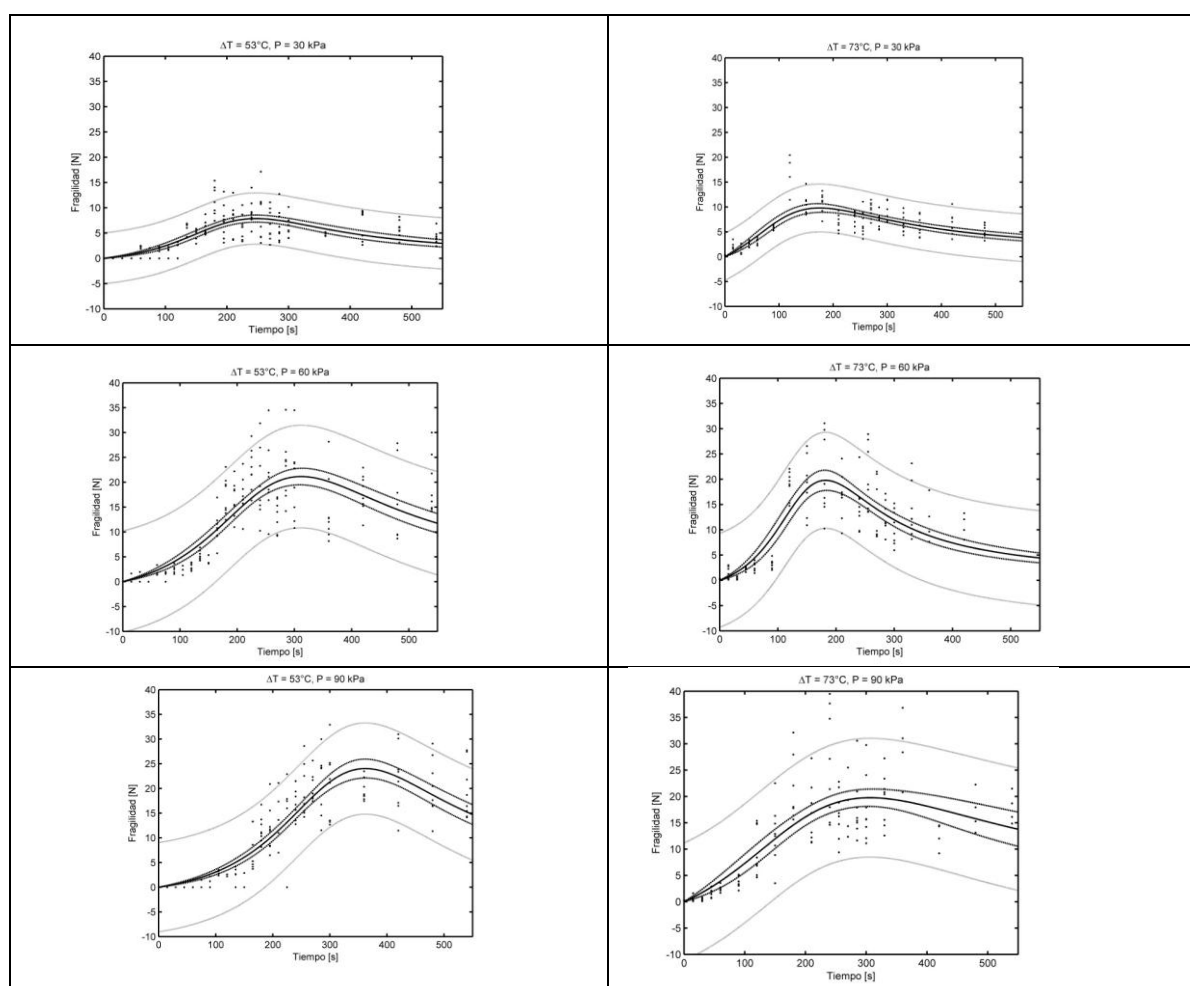 ΔT = 53°C, P = 30 kPa
40
35
30
25
20
15
10
5
0
-5
-10
Fragilidad [N]
0 100 200 300 400 500
Tiempo [s]
ΔT = 73°C, P = 30 kPa
40
35
30
25
20
15
10
5
0
-5
-10
Fragilidad [N]
0 100 200 300 400 500
Tiempo [s]
ΔT = 53°C, P = 60 kPa
40
35
30
25
20
15
10
5
0
-5
-10
Fragilidad [N]
0 100 200 300 400 500
Tiempo [s]
ΔT = 73°C, P = 60 kPa
40
35
30
25
20
15
10
5
0
-5
-10
Fragilidad [N]
0 100 200 300 400 500
Tiempo [s]
ΔT = 53°C, P = 90 kPa
40
35
30
25
20
15
10
5
0
-5
-10
Fragilidad [N]
0 100 200 300 400 500
Tiempo [s]
ΔT = 73°C, P = 90 kPa
40
35
30
25
20
15
10
5
0
-5
-10
Fragilidad [N]
0 100 200 300 400 500
Tiempo [s]